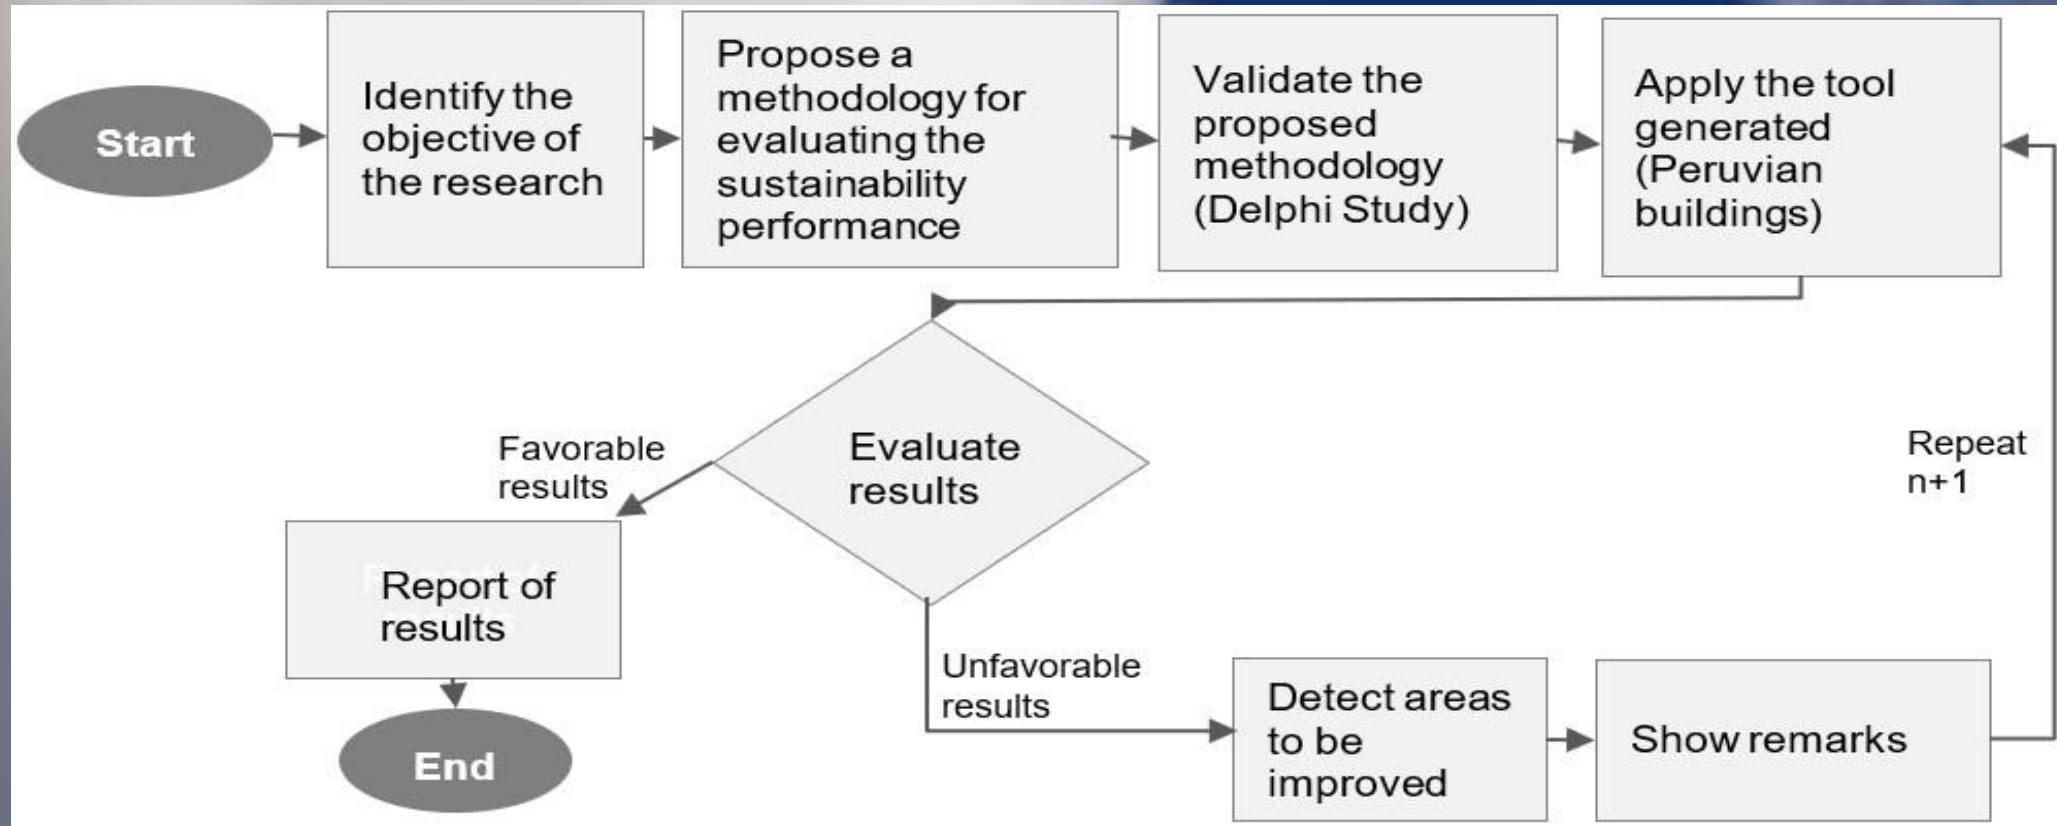 Start
Identify the
objective of
the research
Propose a
methodology for
evaluating the
sustainability
performance
Validate the
proposed
methodology
(Delphi Study)
Apply the tool
generated
(Peruvian
buildings)
Evaluate
results
Favorable
results
Repeat
n+1
Report of
results
End
Unfavorable
results
Detect areas
to be
improved
Show remarks